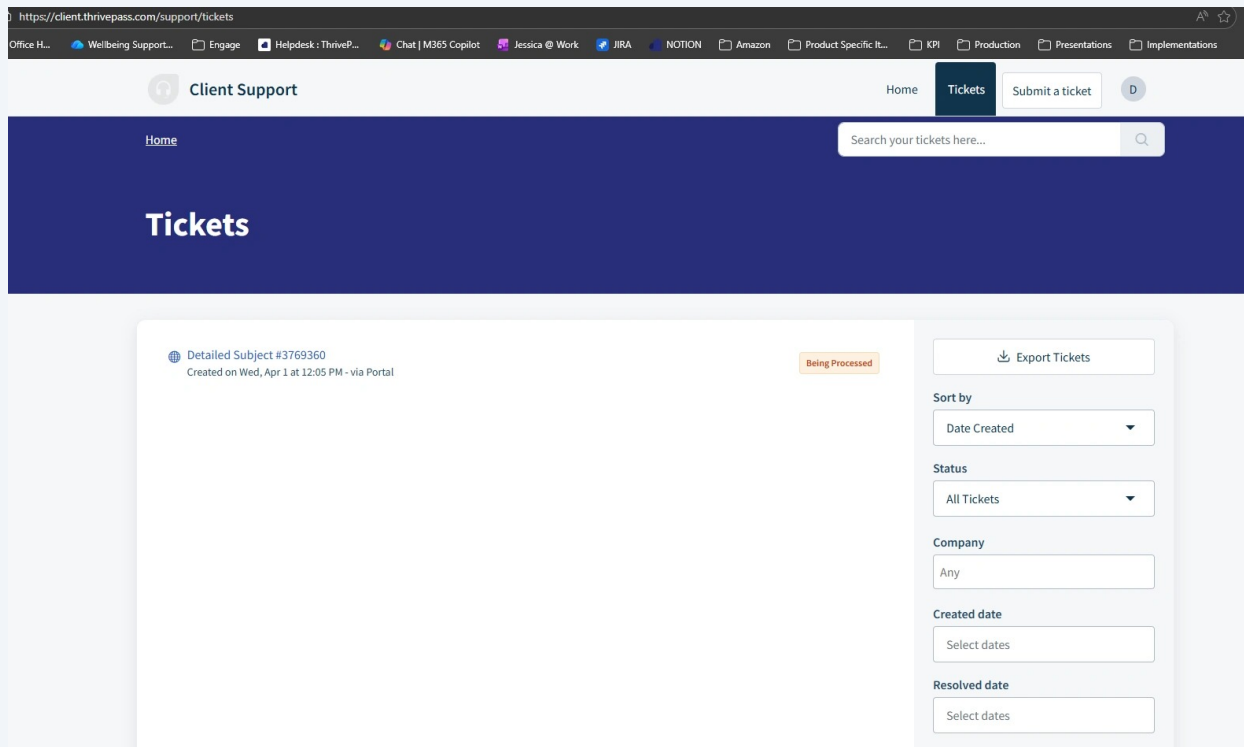 https://client.thrivepass.com/support/tickets
Office H... Wellbeing Support... Engage Helpdesk : ThriveP... Chat | M365 Copilot Jessica @ Work JIRA NOTION Amazon Product Specific It... KPI Production Presentations Implementations
Client Support Home Tickets Submit a ticket D
Home Search your tickets here...
Tickets
Detailed Subject #3769360
Created on Wed, Apr 1 at 12:05 PM - via Portal
Being Processed
Export Tickets
Sort by
Date Created
Status
All Tickets
Company
Any
Created date
Select dates
Resolved date
Select dates